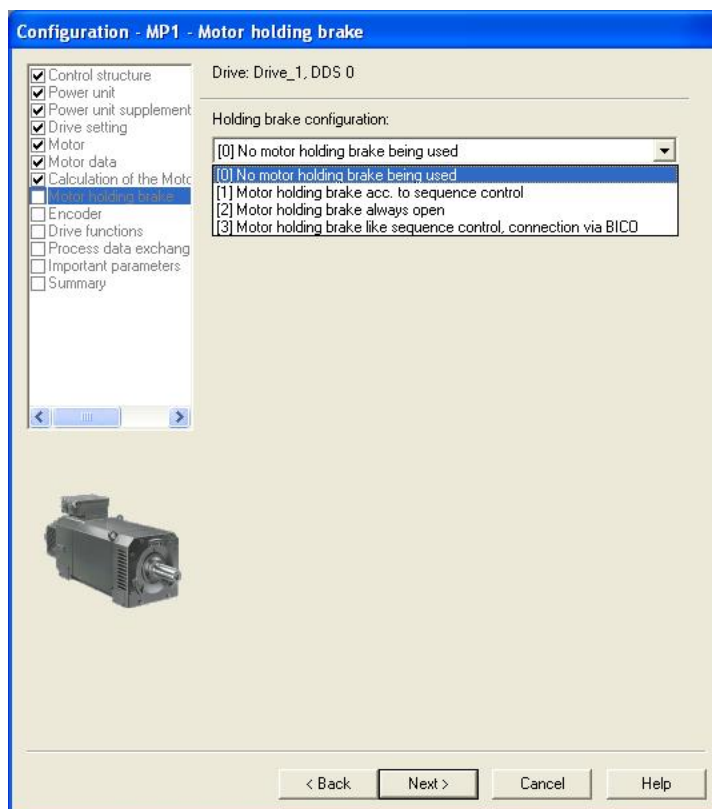 Configuration - MP1 - Motor holding brake
Control structure
Power unit
Power unit supplement
Drive setting
Motor
Motor data
Calculation of the Motc
Motor holding brake
Encoder
Drive functions
Process data exchang
Important parameters
Summary
Drive: Drive_1, DDS 0
Holding brake configuration:
[0] No motor holding brake being used
[0] No motor holding brake being used
[1] Motor holding brake acc. to sequence control
[2] Motor holding brake always open
[3] Motor holding brake like sequence control, connection via BICO
< Back
Next >
Cancel
Help